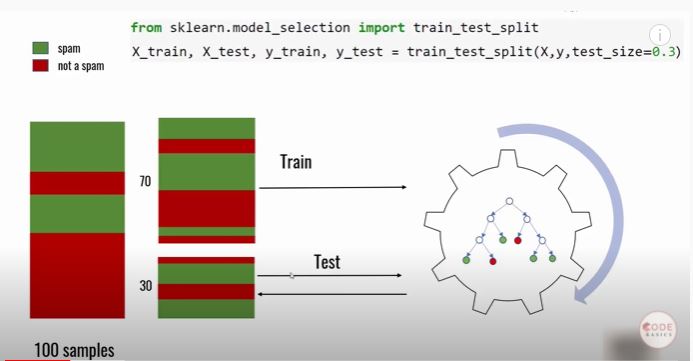 from sklearn.model_selection import train_test_split
X_train, X_test, y_train, y_test = train_test_split(X,y,test_size=0.3)
spam
not a spam
Train
70
Test
30
100 samples
CODE
BASICS